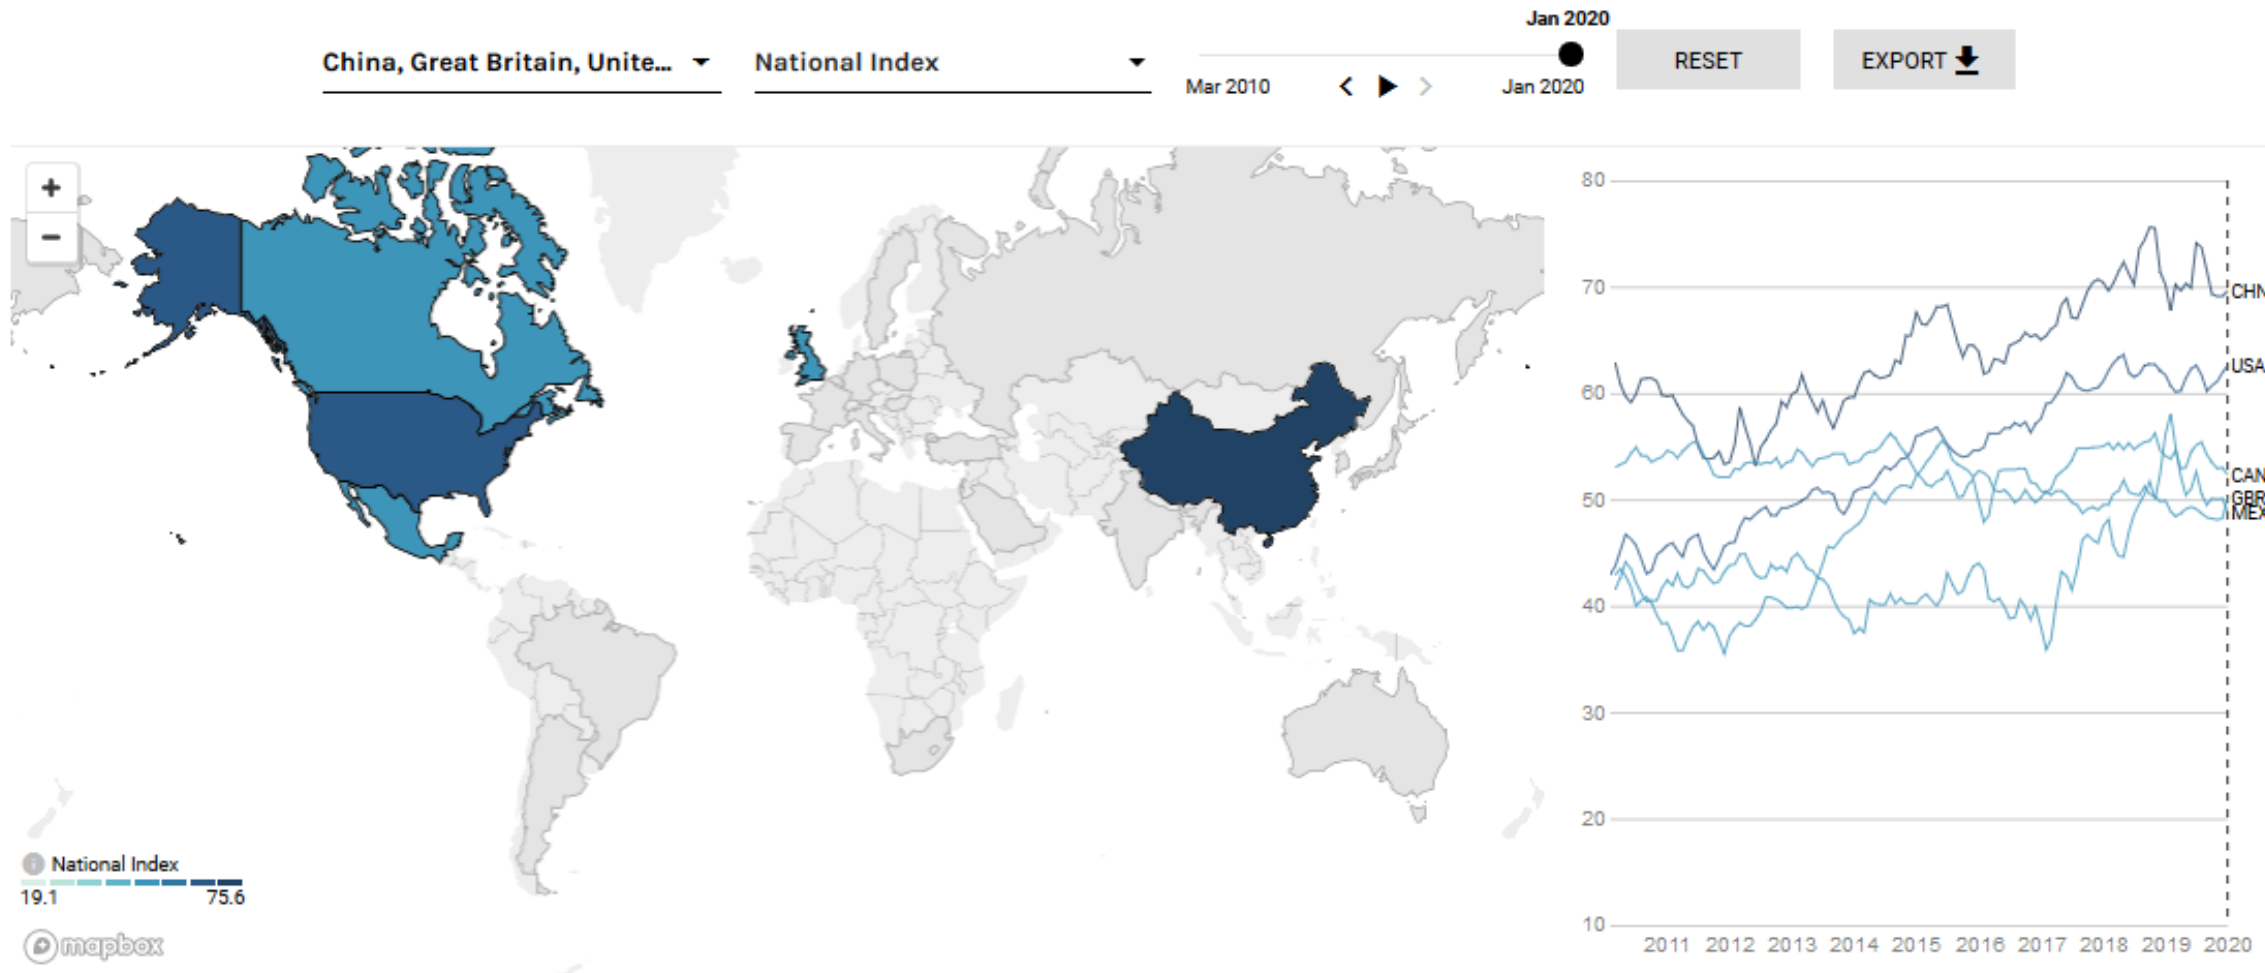 Jan 2020
China, Great Britain, Unite...
National Index
Mar 2010
Jan 2020
RESET
EXPORT
+
−
80
70
60
50
40
30
20
10
CHN
USA
CAN
GBR
MEX
2011 2012 2013 2014 2015 2016 2017 2018 2019 2020
National Index
19.1 75.6
mapbox